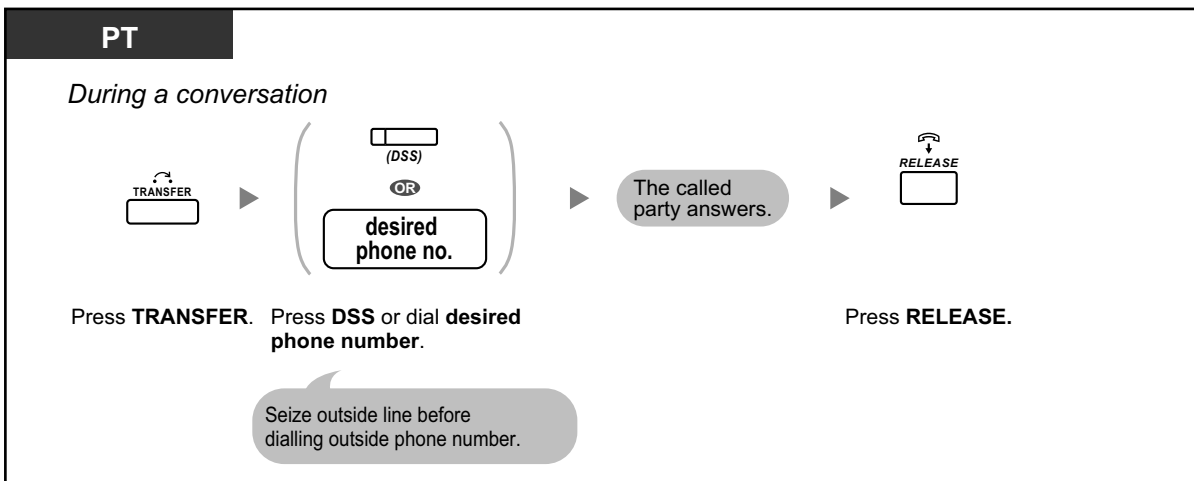 PT
During a conversation
TRANSFER
(DSS)
OR
desired
phone no.
The called
party answers.
RELEASE
Press TRANSFER.
Press DSS or dial desired
phone number.
Press RELEASE.
Seize outside line before
dialling outside phone number.